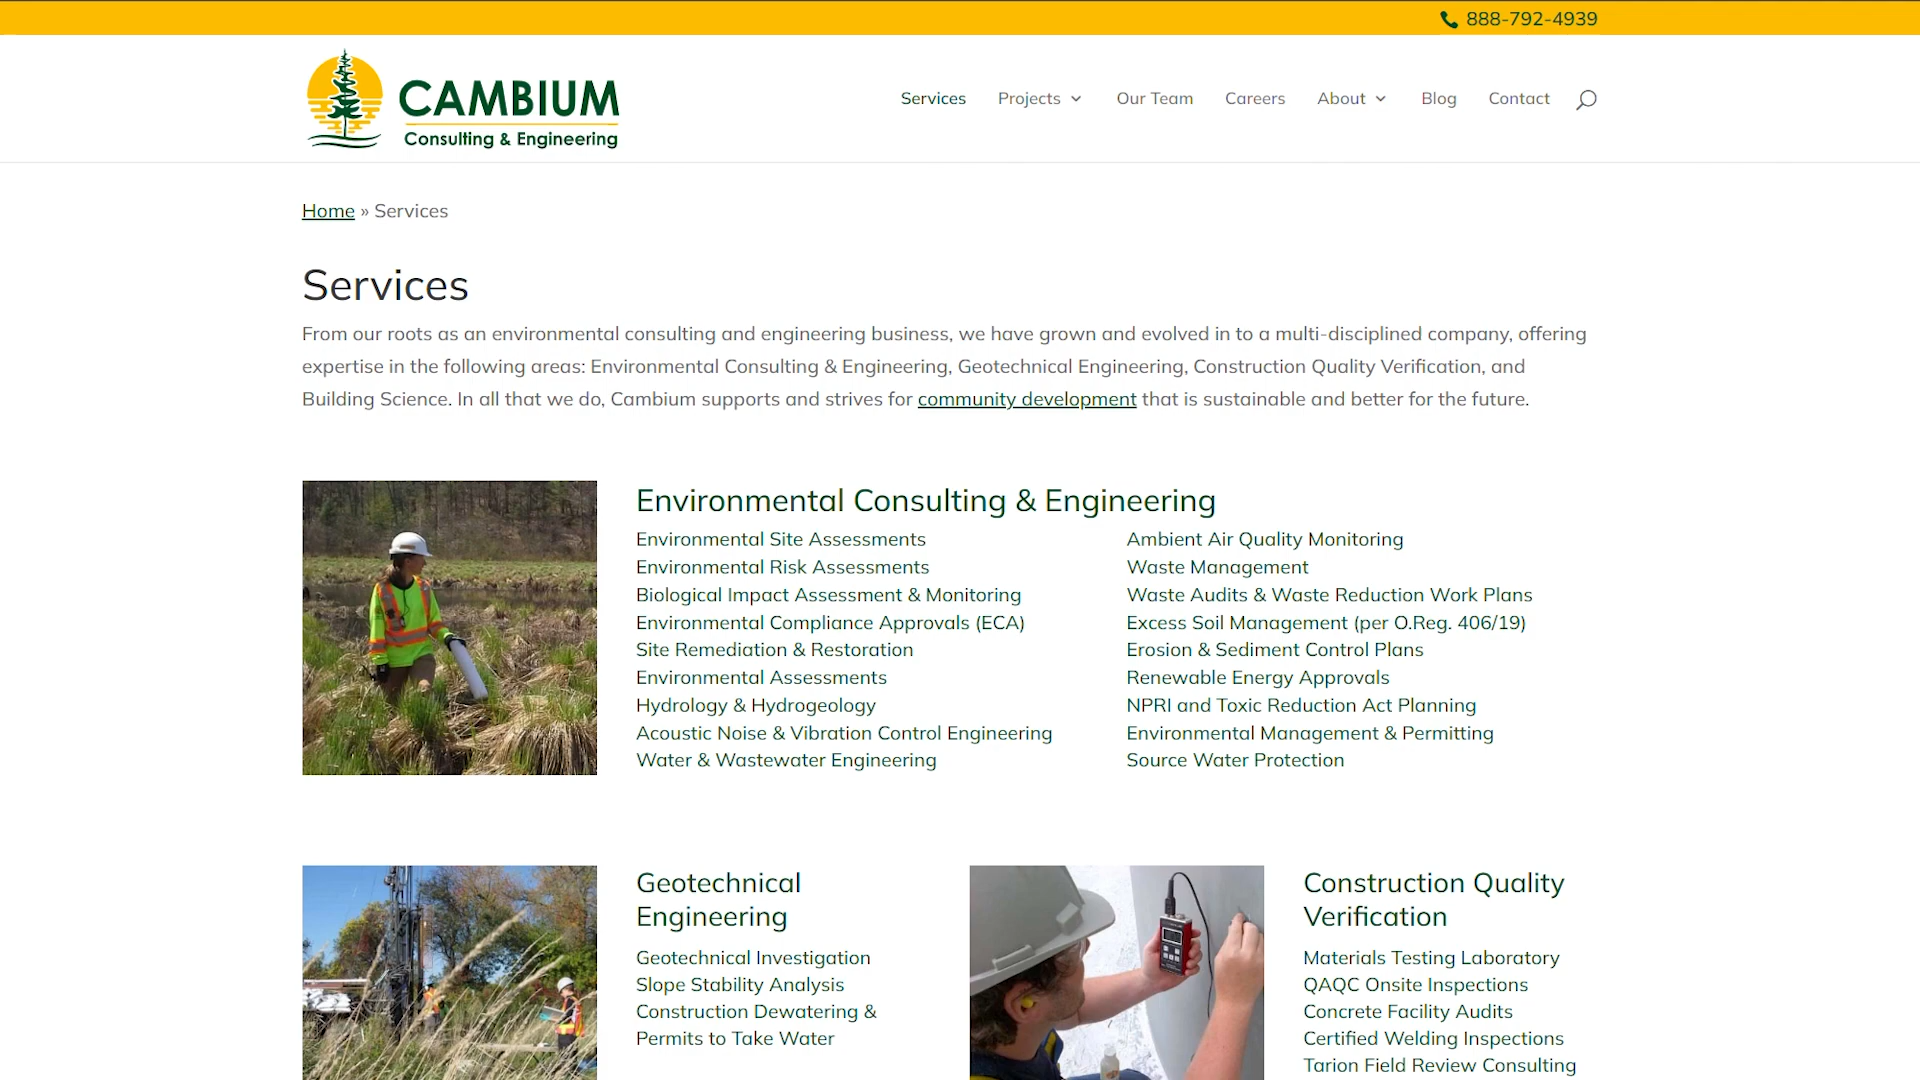 888-792-4939
CAMBIUM
Consulting & Engineering
Services
Projects
Our Team
Careers
About
Blog
Contact
Home » Services
Services
From our roots as an environmental consulting and engineering business, we have grown and evolved in to a multi-disciplined company, offering
expertise in the following areas: Environmental Consulting & Engineering, Geotechnical Engineering, Construction Quality Verification, and
Building Science. In all that we do, Cambium supports and strives for community development that is sustainable and better for the future.
Environmental Consulting & Engineering
Environmental Site Assessments
Environmental Risk Assessments
Biological Impact Assessment & Monitoring
Environmental Compliance Approvals (ECA)
Site Remediation & Restoration
Environmental Assessments
Hydrology & Hydrogeology
Acoustic Noise & Vibration Control Engineering
Water & Wastewater Engineering
Ambient Air Quality Monitoring
Waste Management
Waste Audits & Waste Reduction Work Plans
Excess Soil Management (per O.Reg. 406/19)
Erosion & Sediment Control Plans
Renewable Energy Approvals
NPRI and Toxic Reduction Act Planning
Environmental Management & Permitting
Source Water Protection
Geotechnical
Engineering
Geotechnical Investigation
Slope Stability Analysis
Construction Dewatering &
Permits to Take Water
Construction Quality
Verification
Materials Testing Laboratory
QAQC Onsite Inspections
Concrete Facility Audits
Certified Welding Inspections
Tarion Field Review Consulting